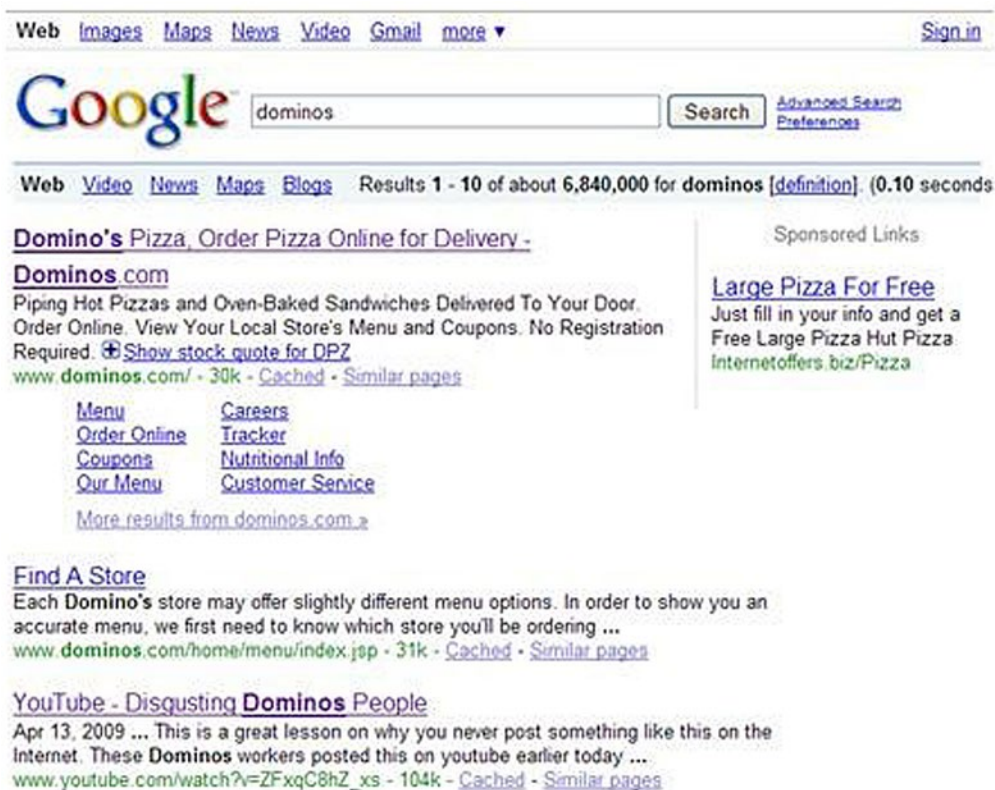 Web Images Maps News Video Gmail more ▼ Sign in
Google dominos Search Advanced Search
Preferences
Web Video News Maps Blogs Results 1 - 10 of about 6,840,000 for dominos [definition]. (0.10 seconds
Domino's Pizza, Order Pizza Online for Delivery -
Dominos.com
Piping Hot Pizzas and Oven-Baked Sandwiches Delivered To Your Door.
Order Online. View Your Local Store's Menu and Coupons. No Registration
Required. Show stock quote for DPZ
www.dominos.com/ - 30k - Cached - Similar pages
Menu Careers
Order Online Tracker
Coupons Nutritional Info
Our Menu Customer Service
More results from dominos.com »
Sponsored Links
Large Pizza For Free
Just fill in your info and get a
Free Large Pizza Hut Pizza
Internetoffers.biz/Pizza
Find A Store
Each Domino's store may offer slightly different menu options. In order to show you an
accurate menu, we first need to know which store you'll be ordering ...
www.dominos.com/home/menu/index.jsp - 31k - Cached - Similar pages
YouTube - Disgusting Dominos People
Apr 13, 2009 ... This is a great lesson on why you never post something like this on the
Internet. These Dominos workers posted this on youtube earlier today ...
www.youtube.com/watch?v=ZFxqC8hZ_xs - 104k - Cached - Similar pages